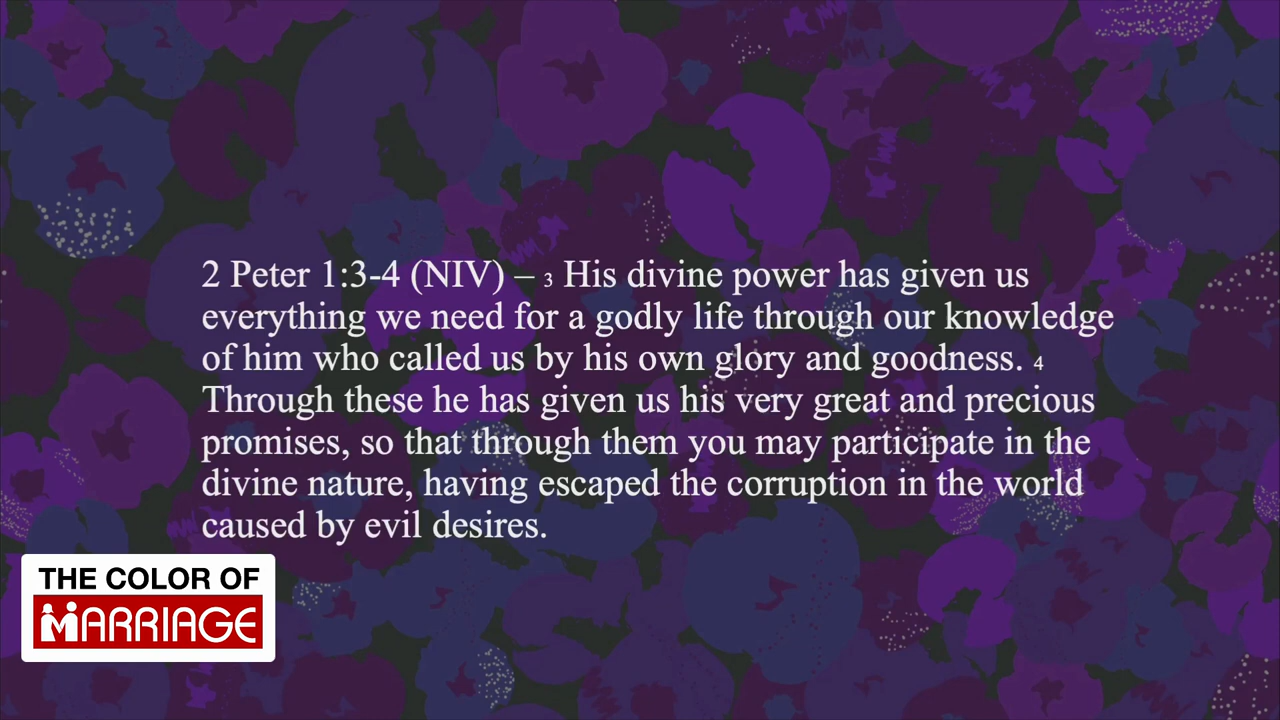 2 Peter 1:3-4 (NIV) – 3 His divine power has given us
everything we need for a godly life through our knowledge
of him who called us by his own glory and goodness. 4
Through these he has given us his very great and precious
promises, so that through them you may participate in the
divine nature, having escaped the corruption in the world
caused by evil desires.
THE COLOR OF
MARRIAGE